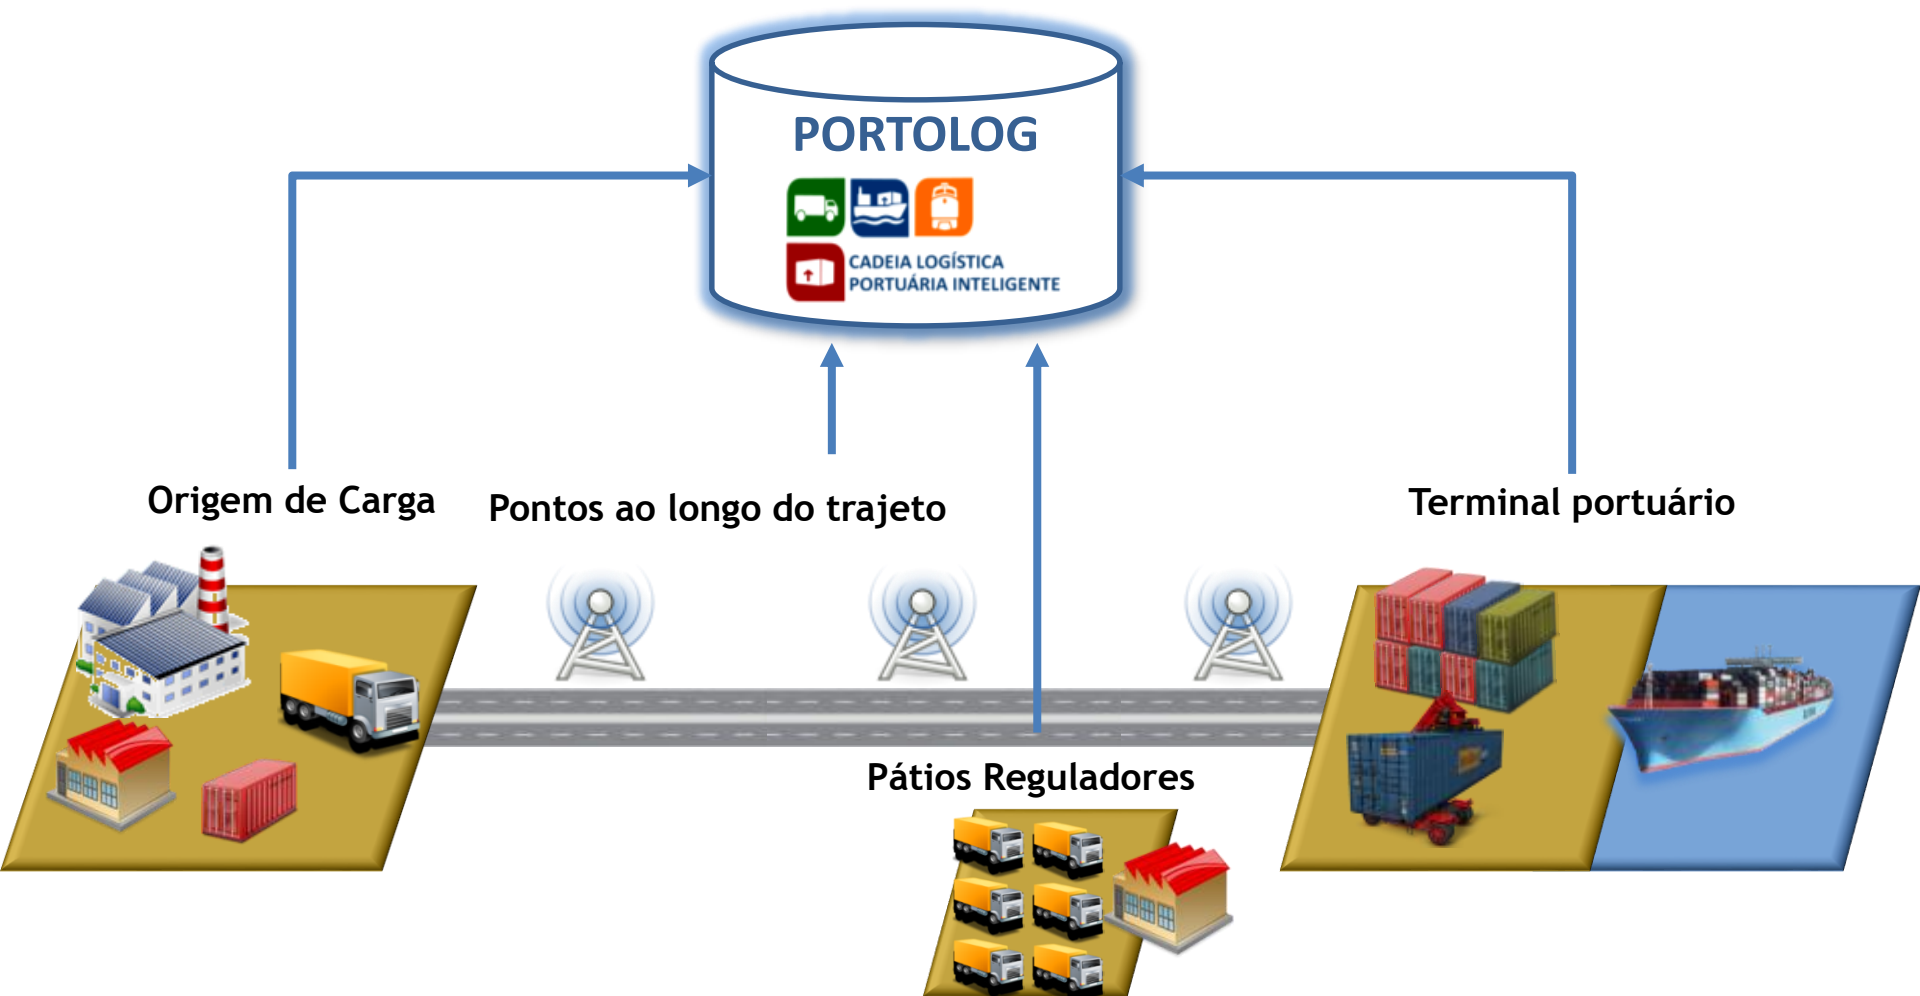 PORTOLOG
CADEIA LOGÍSTICA
PORTUÁRIA INTELIGENTE
Origem de Carga
Pontos ao longo do trajeto
Terminal portuário
Pátios Reguladores